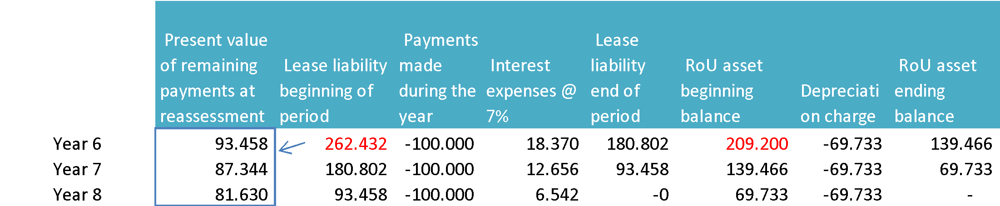 Present value of remaining payments at reassessment | Lease liability beginning of period | Payments made during the year | Interest expenses @ 7% | Lease liability end of period | RoU asset beginning balance | Depreciati on charge | RoU asset ending balance
Year 6 93.458 262.432 -100.000 18.370 180.802 209.200 -69.733 139.466
Year 7 87.344 180.802 -100.000 12.656 93.458 139.466 -69.733 69.733
Year 8 81.630 93.458 -100.000 6.542 -0 69.733 -69.733 -